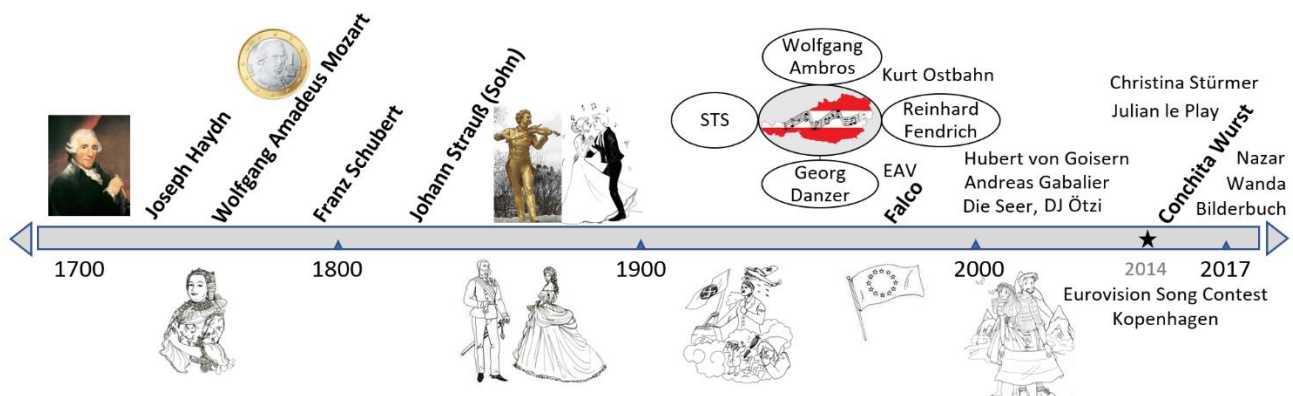 Joseph Haydn
Wolfgang Amadeus Mozart
Franz Schubert
Johann Strauß (Sohn)
STS
Wolfgang
Ambros
Georg
Danzer
Kurt Ostbahn
Reinhard
Fendrich
EAV
Falco
Hubert von Goisern
Andreas Gabalier
Die Seer, DJ Ötzi
Christina Stürmer
Julian le Play
Conchita Wurst
Nazar
Wanda
Bilderbuch
1700
1800
1900
2000
2014
2017
Eurovision Song Contest
Kopenhagen